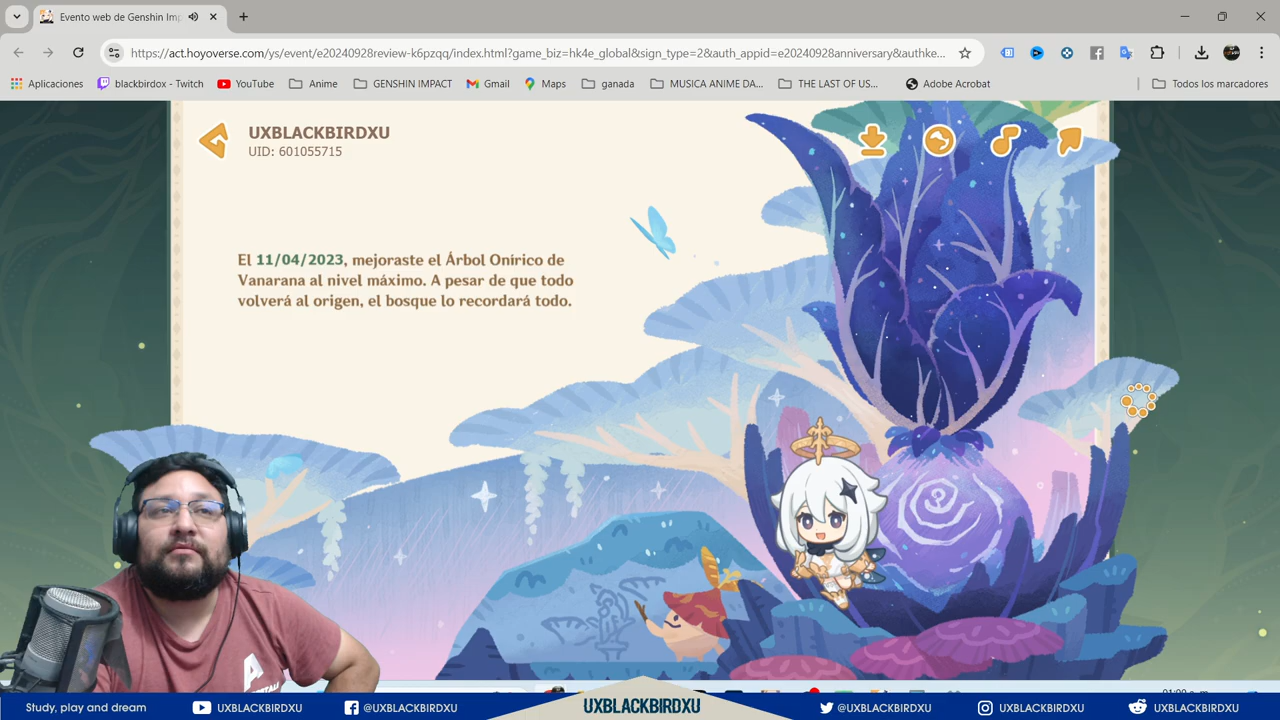 Evento web de Genshin Imp
https://act.hoyoverse.com/ys/event/e20240928review-k6pzqq/index.html?game_biz=hk4e_global&sign_type=2&auth_appid=e20240928anniversary&authke...
Aplicaciones
blackbirdox - Twitch
YouTube
Anime
GENSHIN IMPACT
Gmail
Maps
ganada
MUSICA ANIME DA...
THE LAST OF US...
Adobe Acrobat
Todos los marcadores
UXBLACKBIRDXU
UID: 601055715
El 11/04/2023, mejoraste el Árbol Onírico de
Vanarana al nivel máximo. A pesar de que todo
volverá al origen, el bosque lo recordará todo.
Study, play and dream
UXBLACKBIRDXU
@UXBLACKBIRDXU
UXBLACKBIRDXU
@UXBLACKBIRDXU
UXBLACKBIRDXU
UXBLACKBIRDXU